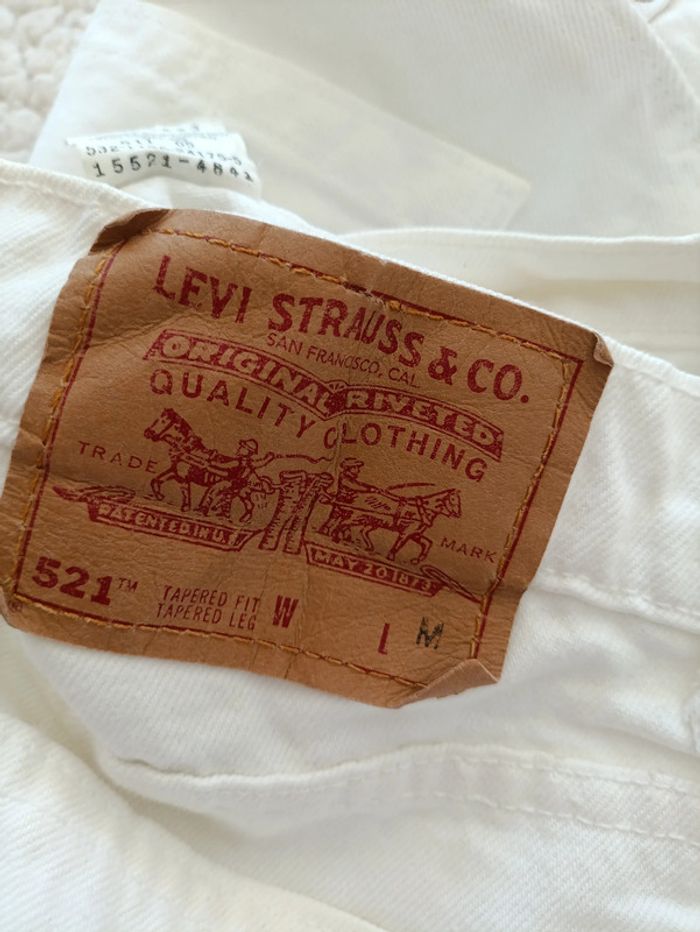 15521-4841
LEVI STRAUSS & CO.
SAN FRANCISCO, CAL.
ORIGINAL RIVETED
QUALITY CLOTHING
TRADE MARK
PATENTED IN U.S. MAY 20 1873
521™ TAPERED FIT W L M
TAPERED LEG
®